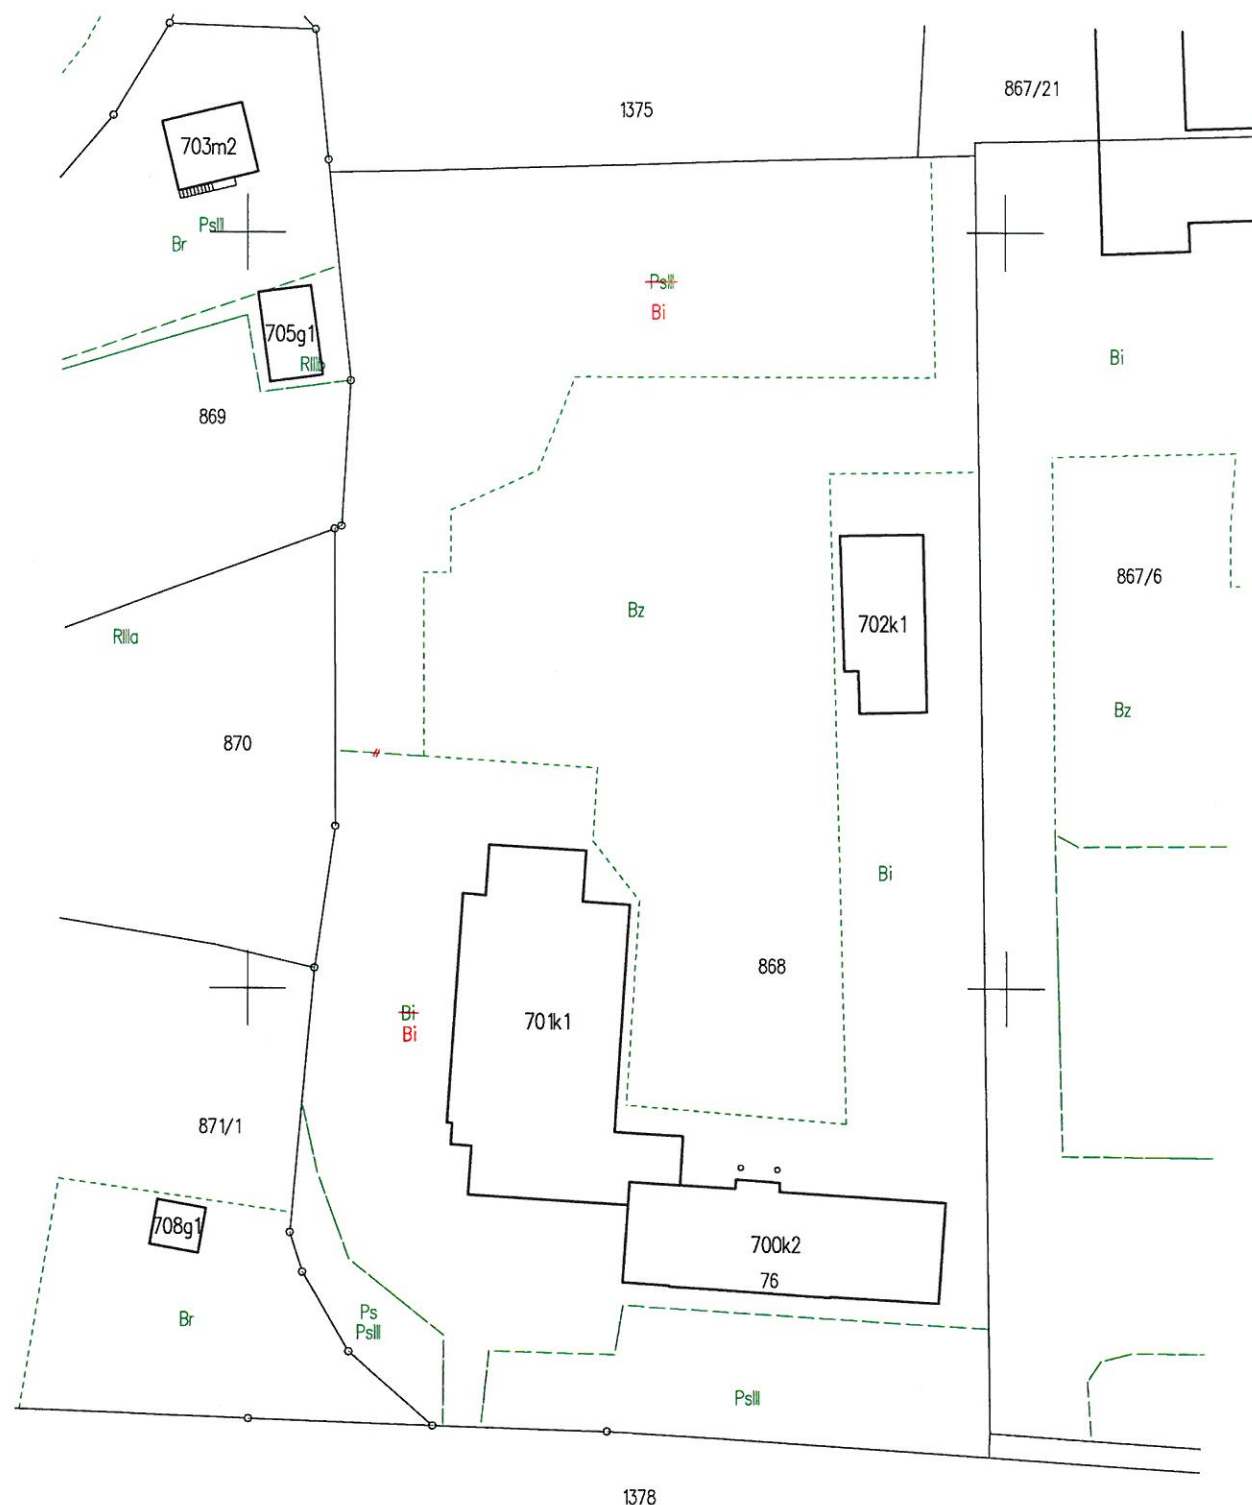 867/21
1375
703m2
PsIII
Br
PsIII
Bi
705g1
RIIIb
Bi
869
867/6
Bz
702k1
RIIIa
Bz
870
Bi
868
Bi
701k1
Bi
871/1
708g1
700k2
76
Ps
PsIII
Br
PsIII
1378